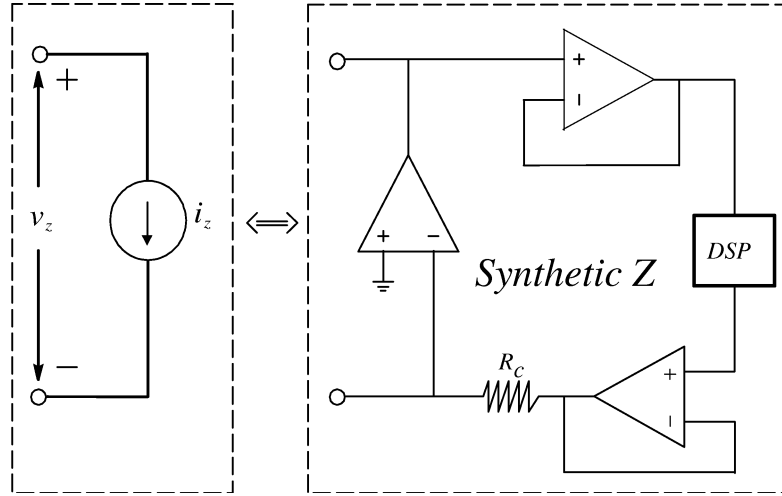 +
v_z
−
i_z
+
−
+ −
DSP
Synthetic Z
R_C
+
−